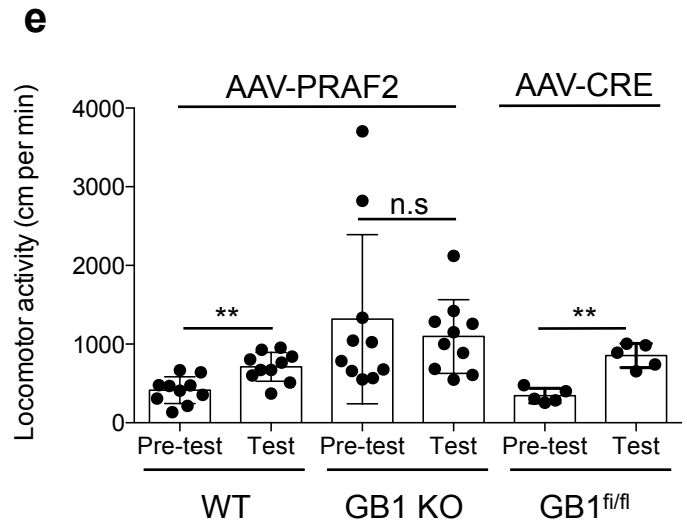 e
AAV-PRAF2 AAV-CRE
Locomotor activity (cm per min)
4000
3000
2000
1000
0
n.s
**
**
Pre-test Test Pre-test Test Pre-test Test
WT GB1 KO GB1fi/fl